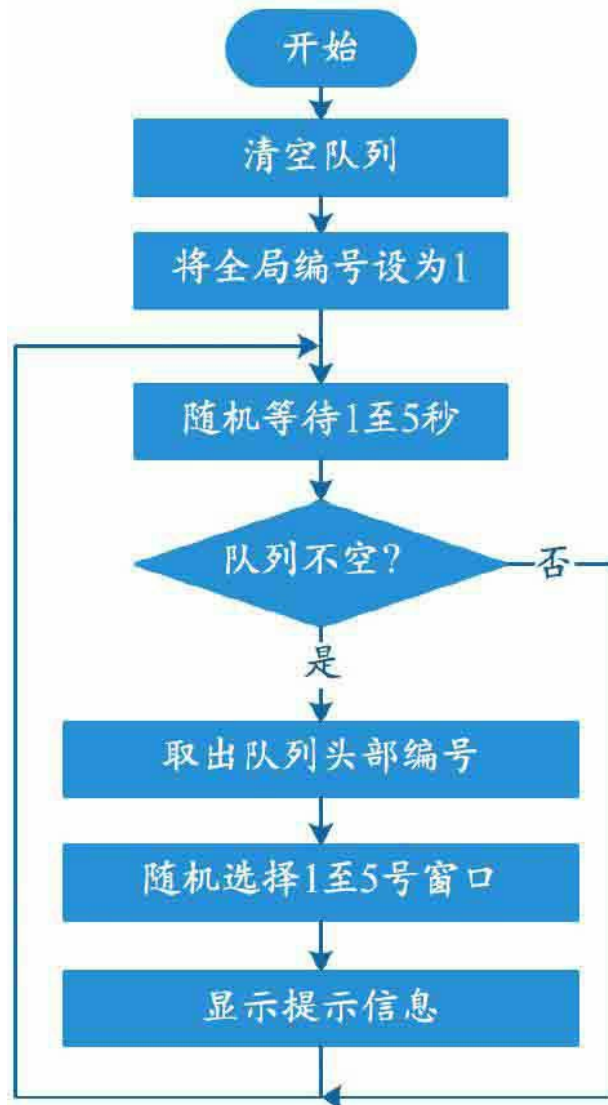 开始
清空队列
将全局编号设为1
随机等待1至5秒
队列不空?
否
是
取出队列头部编号
随机选择1至5号窗口
显示提示信息